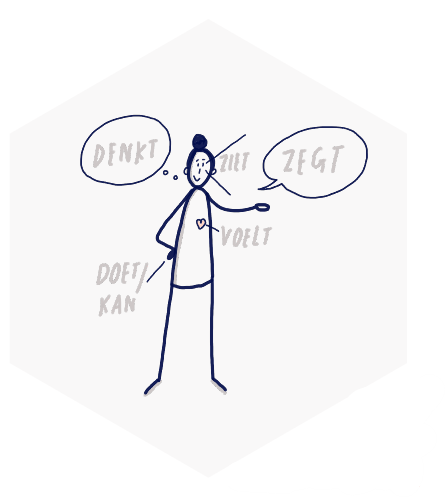 DENKT
ZIET
ZEGT
VOELT
DOET/
KAN